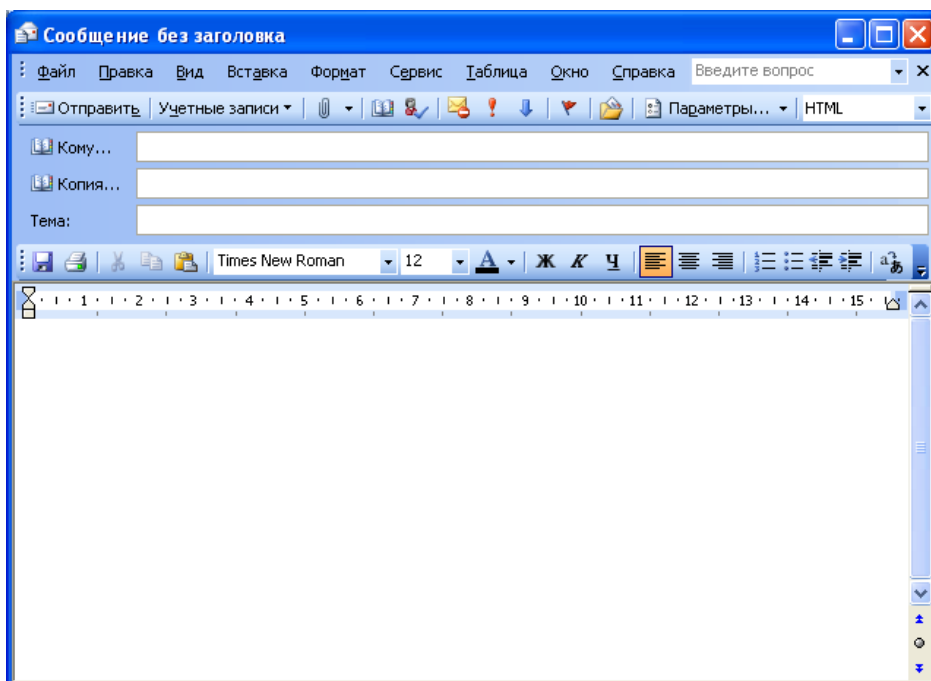 Сообщение без заголовка
Файл Правка Вид Вставка Формат Сервис Таблица Окно Справка Введите вопрос
Отправить Учетные записи Параметры... HTML
Кому...
Копия...
Тема:
Times New Roman 12 A Ж К Ч
1 2 3 4 5 6 7 8 9 10 11 12 13 14 15